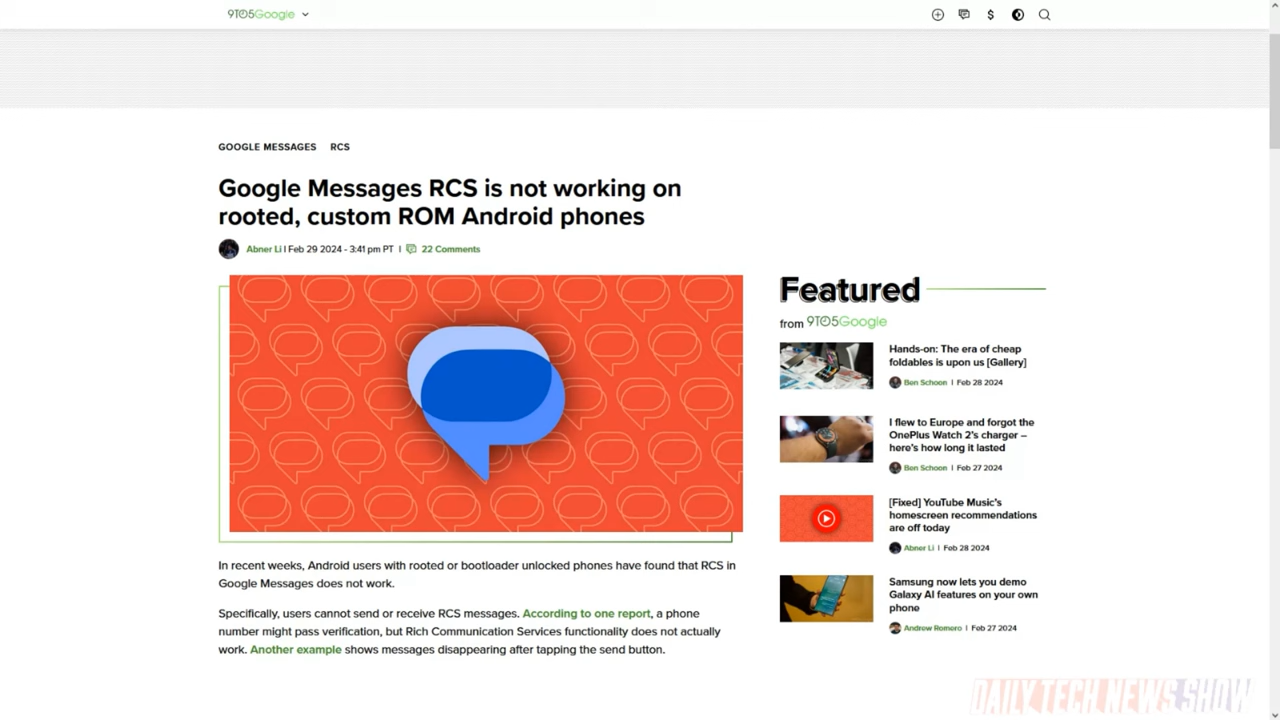 9TO5Google
$
GOOGLE MESSAGES RCS
Google Messages RCS is not working on
rooted, custom ROM Android phones
Abner Li | Feb 29 2024 - 3:41 pm PT | 22 Comments
In recent weeks, Android users with rooted or bootloader unlocked phones have found that RCS in
Google Messages does not work.
Specifically, users cannot send or receive RCS messages. According to one report, a phone
number might pass verification, but Rich Communication Services functionality does not actually
work. Another example shows messages disappearing after tapping the send button.
Featured
from 9TO5Google
Hands-on: The era of cheap
foldables is upon us [Gallery]
Ben Schoon | Feb 28 2024
I flew to Europe and forgot the
OnePlus Watch 2's charger –
here's how long it lasted
Ben Schoon | Feb 27 2024
[Fixed] YouTube Music's
homescreen recommendations
are off today
Abner Li | Feb 28 2024
Samsung now lets you demo
Galaxy AI features on your own
phone
Andrew Romero | Feb 27 2024
DAILY TECH NEWS SHOW